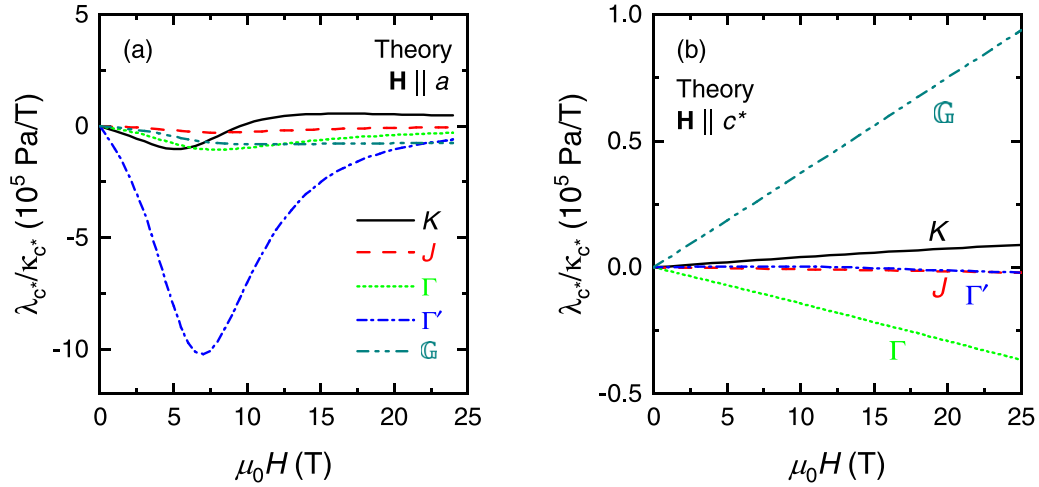 (a)
Theory
H || a
5
0
-5
-10
λc*/κc* (10⁵ Pa/T)
K
J
Γ
Γ′
𝔾
0 5 10 15 20 25
μ₀H (T)
(b)
Theory
H || c*
1.0
0.5
0.0
-0.5
λc*/κc* (10⁵ Pa/T)
𝔾
K
J
Γ′
Γ
0 5 10 15 20 25
μ₀H (T)